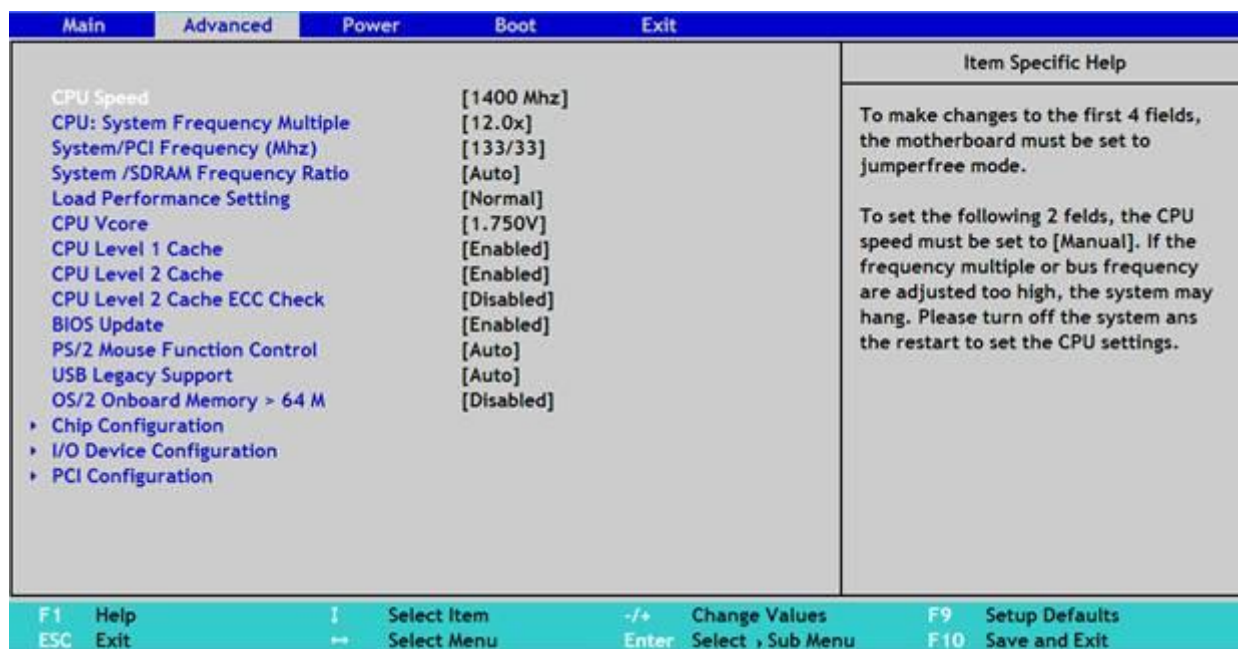 Main Advanced Power Boot Exit
Item Specific Help
CPU Speed [1400 Mhz]
CPU: System Frequency Multiple [12.0x]
System/PCI Frequency (Mhz) [133/33]
System /SDRAM Frequency Ratio [Auto]
Load Performance Setting [Normal]
CPU Vcore [1.750V]
CPU Level 1 Cache [Enabled]
CPU Level 2 Cache [Enabled]
CPU Level 2 Cache ECC Check [Disabled]
BIOS Update [Enabled]
PS/2 Mouse Function Control [Auto]
USB Legacy Support [Auto]
OS/2 Onboard Memory > 64 M [Disabled]
Chip Configuration
I/O Device Configuration
PCI Configuration
To make changes to the first 4 fields,
the motherboard must be set to
jumperfree mode.
To set the following 2 felds, the CPU
speed must be set to [Manual]. If the
frequency multiple or bus frequency
are adjusted too high, the system may
hang. Please turn off the system ans
the restart to set the CPU settings.
F1 Help ↕ Select Item -/+ Change Values F9 Setup Defaults
ESC Exit ↔ Select Menu Enter Select › Sub Menu F10 Save and Exit